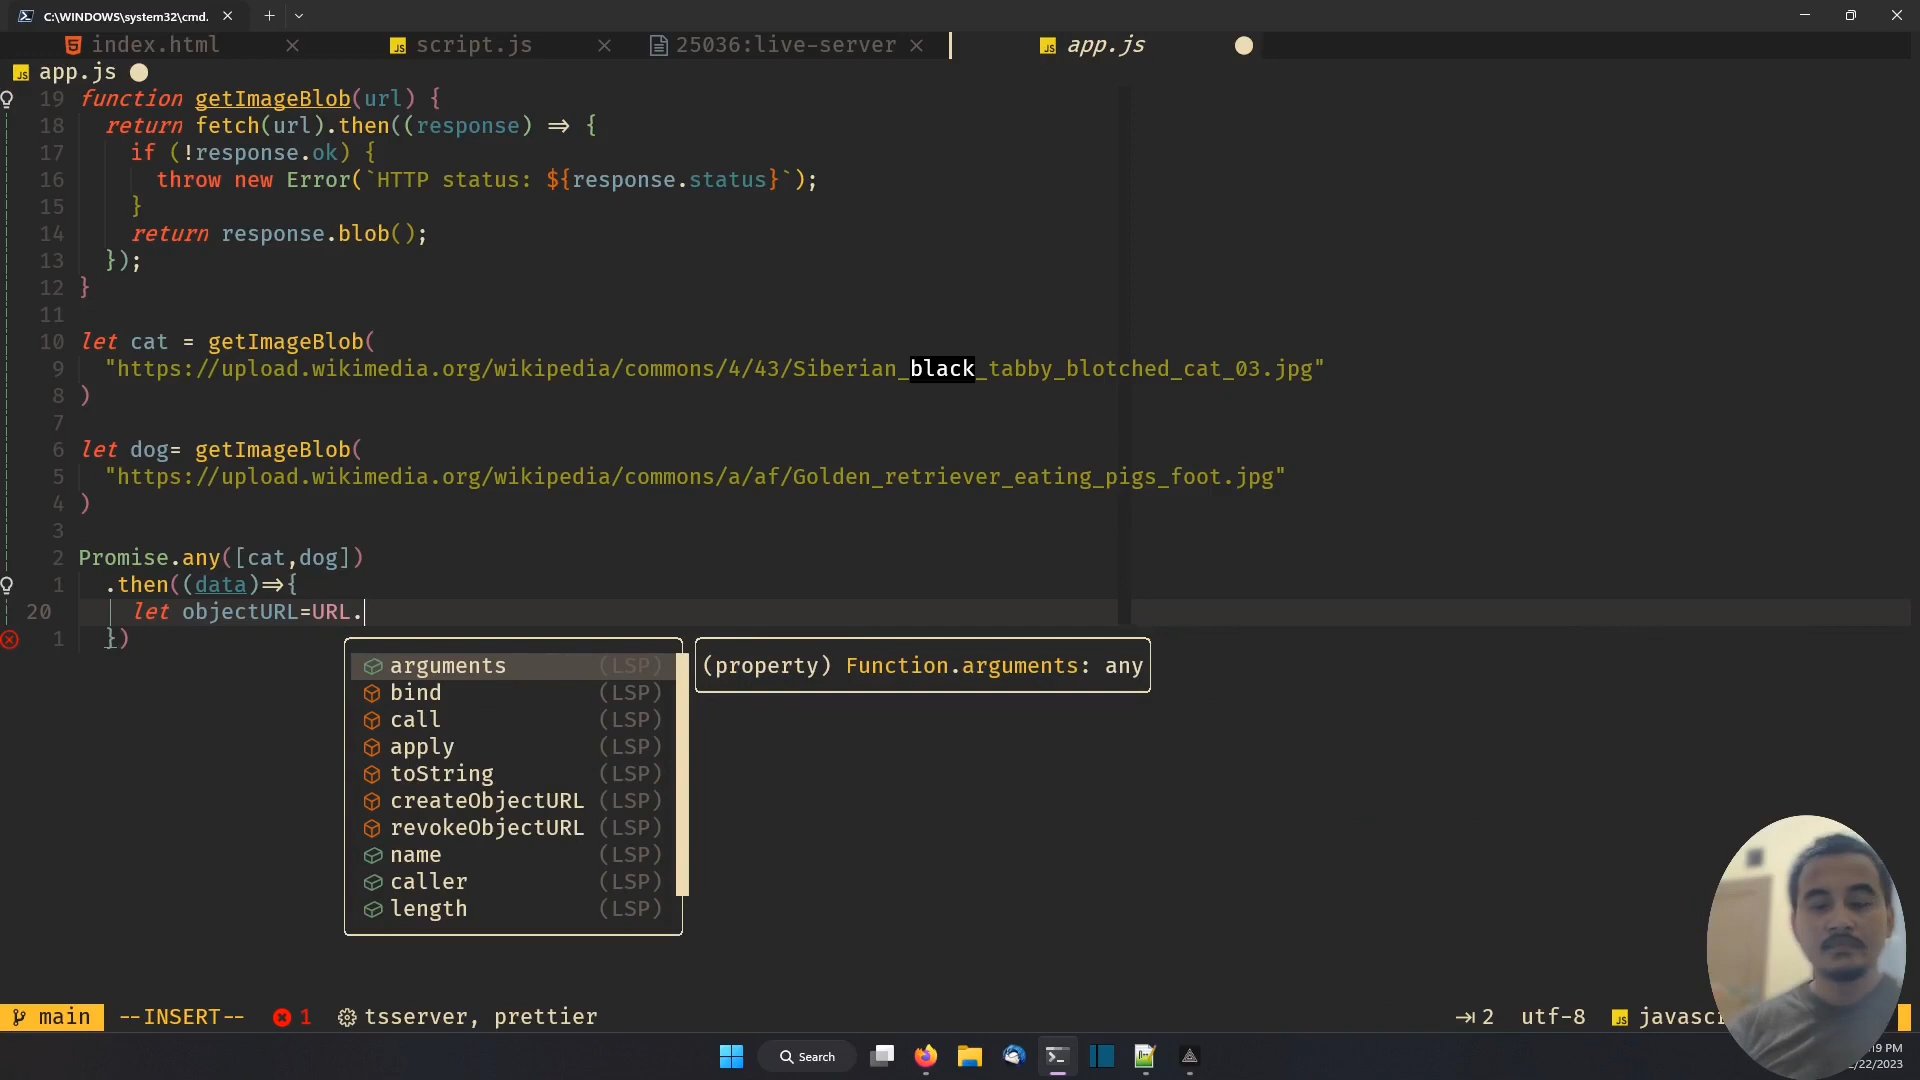 C:\WINDOWS\system32\cmd.
index.html script.js 25036:live-server app.js
app.js
19 function getImageBlob(url) {
18 return fetch(url).then((response) => {
17 if (!response.ok) {
16 throw new Error(`HTTP status: ${response.status}`);
15 }
14 return response.blob();
13 });
12 }
11
10 let cat = getImageBlob(
9 "https://upload.wikimedia.org/wikipedia/commons/4/43/Siberian_black_tabby_blotched_cat_03.jpg"
8 )
7
6 let dog= getImageBlob(
5 "https://upload.wikimedia.org/wikipedia/commons/a/af/Golden_retriever_eating_pigs_foot.jpg"
4 )
3
2 Promise.any([cat,dog])
1 .then((data)=>{
20 let objectURL=URL.
1 })
arguments (LSP) (property) Function.arguments: any
bind (LSP)
call (LSP)
apply (LSP)
toString (LSP)
createObjectURL (LSP)
revokeObjectURL (LSP)
name (LSP)
caller (LSP)
length (LSP)
main --INSERT-- 1 tsserver, prettier 2 utf-8 JS javasc
Search
19 PM
/22/2023